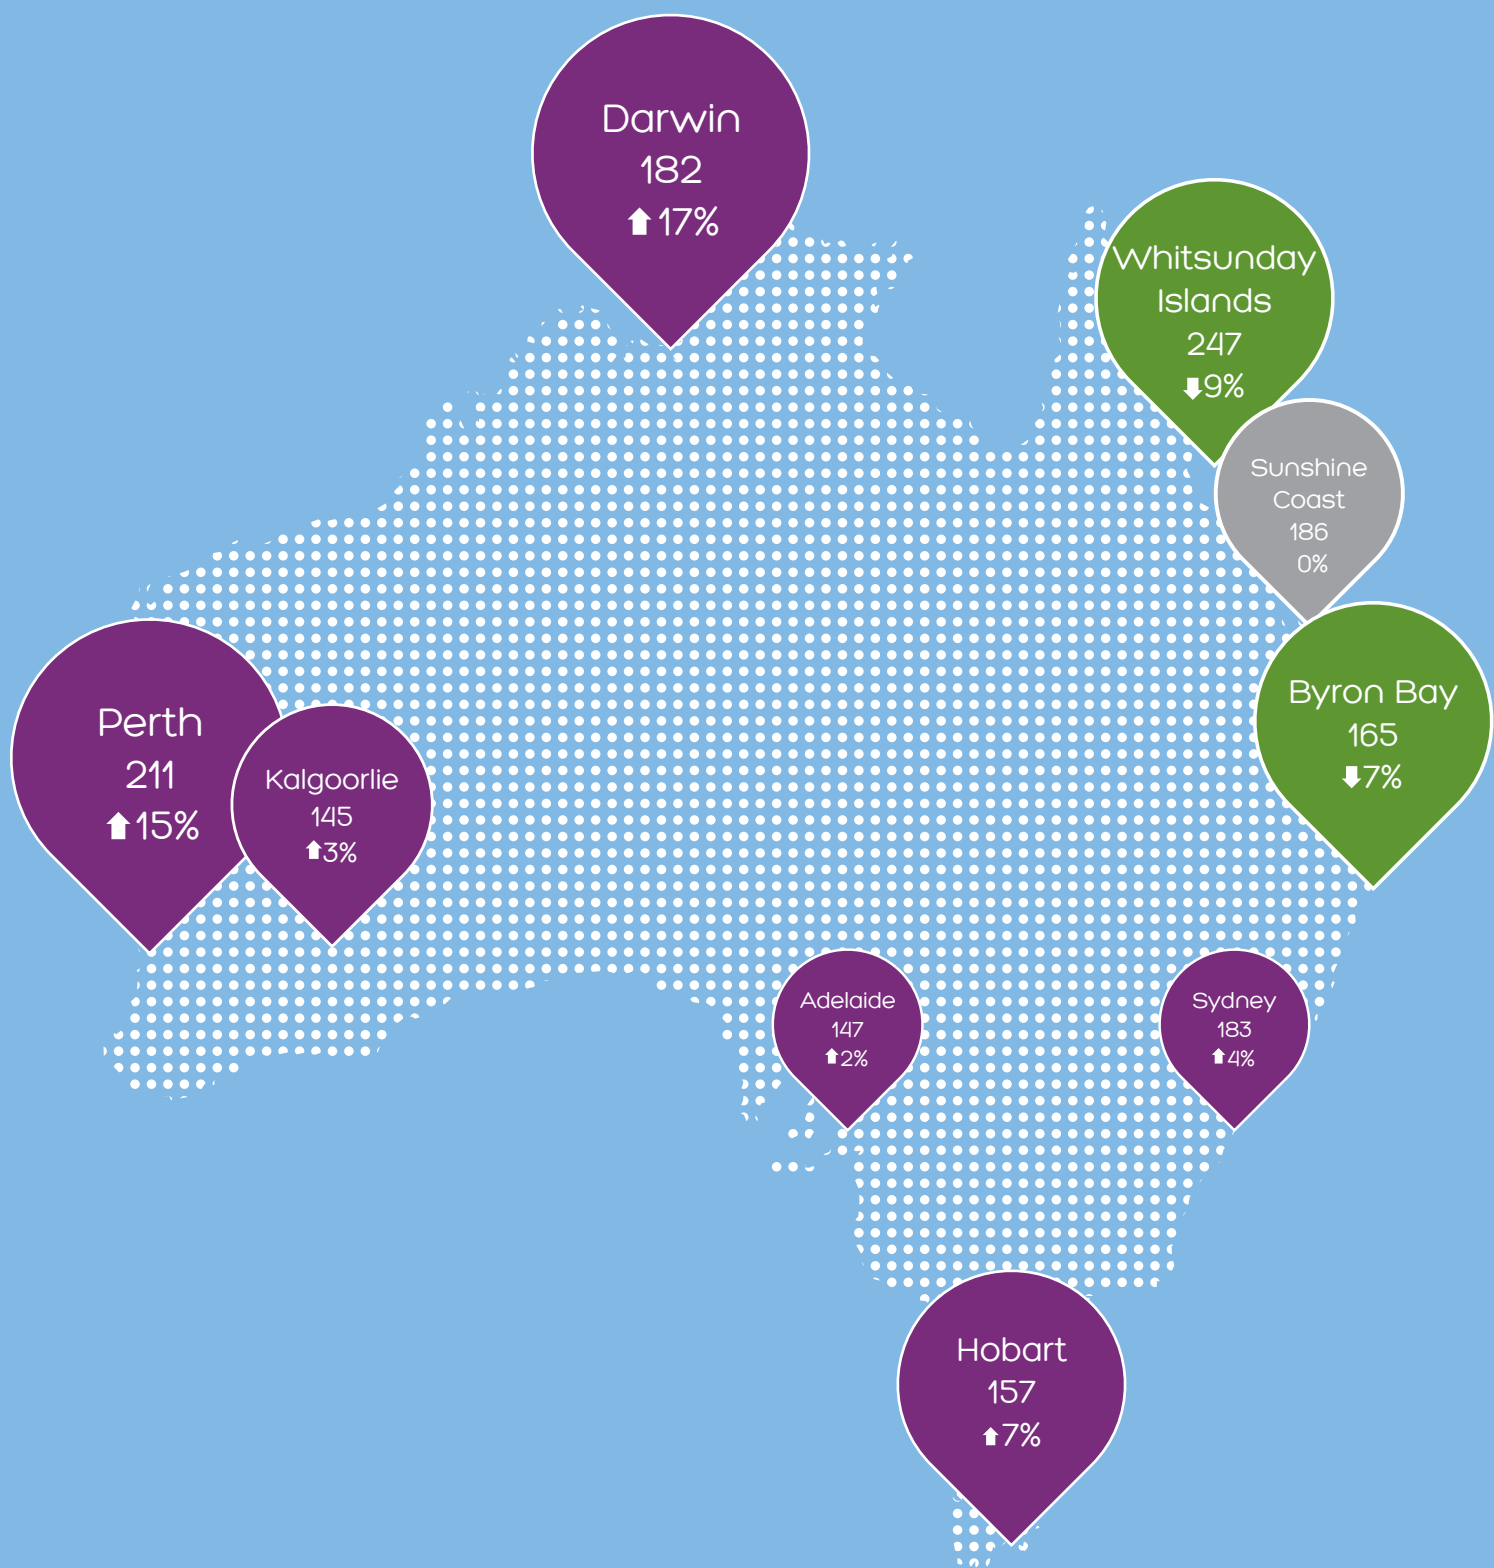 Darwin
182
17%
Whitsunday
Islands
247
9%
Sunshine
Coast
186
0%
Byron Bay
165
7%
Perth
211
15%
Kalgoorlie
145
3%
Adelaide
147
2%
Sydney
183
4%
Hobart
157
7%